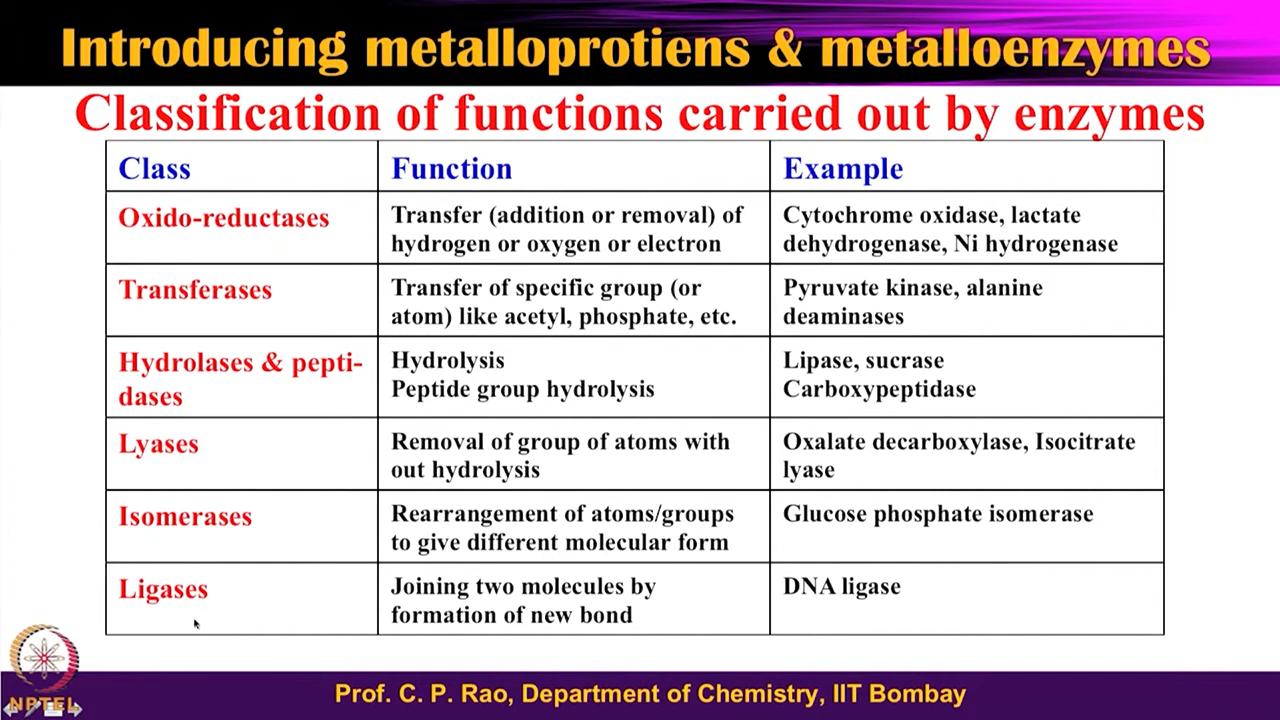 Introducing metalloprotiens & metalloenzymes
Classification of functions carried out by enzymes
Class Function Example
Oxido-reductases
Transfer (addition or removal) of
hydrogen or oxygen or electron
Cytochrome oxidase, lactate
dehydrogenase, Ni hydrogenase
Transferases
Transfer of specific group (or
atom) like acetyl, phosphate, etc.
Pyruvate kinase, alanine
deaminases
Hydrolases & pepti-
dases
Hydrolysis
Peptide group hydrolysis
Lipase, sucrase
Carboxypeptidase
Lyases
Removal of group of atoms with
out hydrolysis
Oxalate decarboxylase, Isocitrate
lyase
Isomerases
Rearrangement of atoms/groups
to give different molecular form
Glucose phosphate isomerase
Ligases
Joining two molecules by
formation of new bond
DNA ligase
NPTEL
Prof. C. P. Rao, Department of Chemistry, IIT Bombay